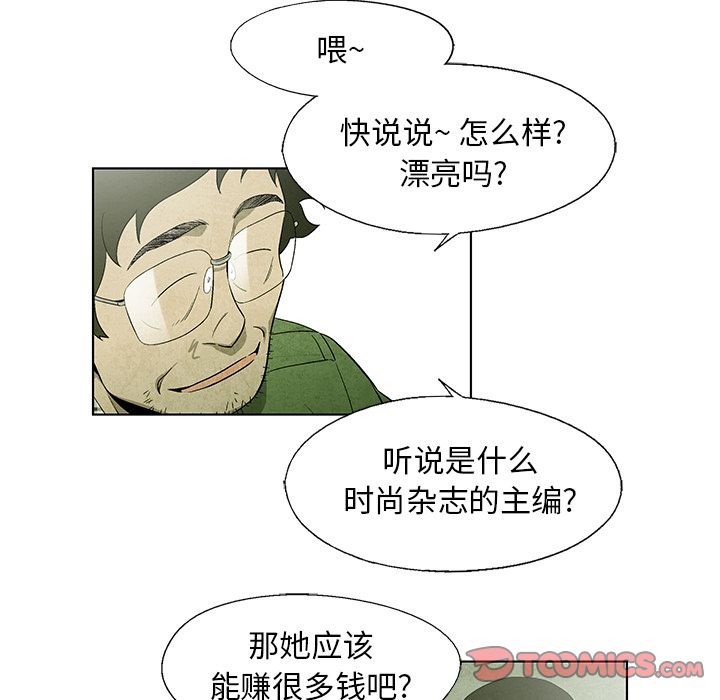 喂~
快说说~ 怎么样?
漂亮吗?
听说是什么
时尚杂志的主编?
那她应该
能赚很多钱吧?
DTCOMICS.COM